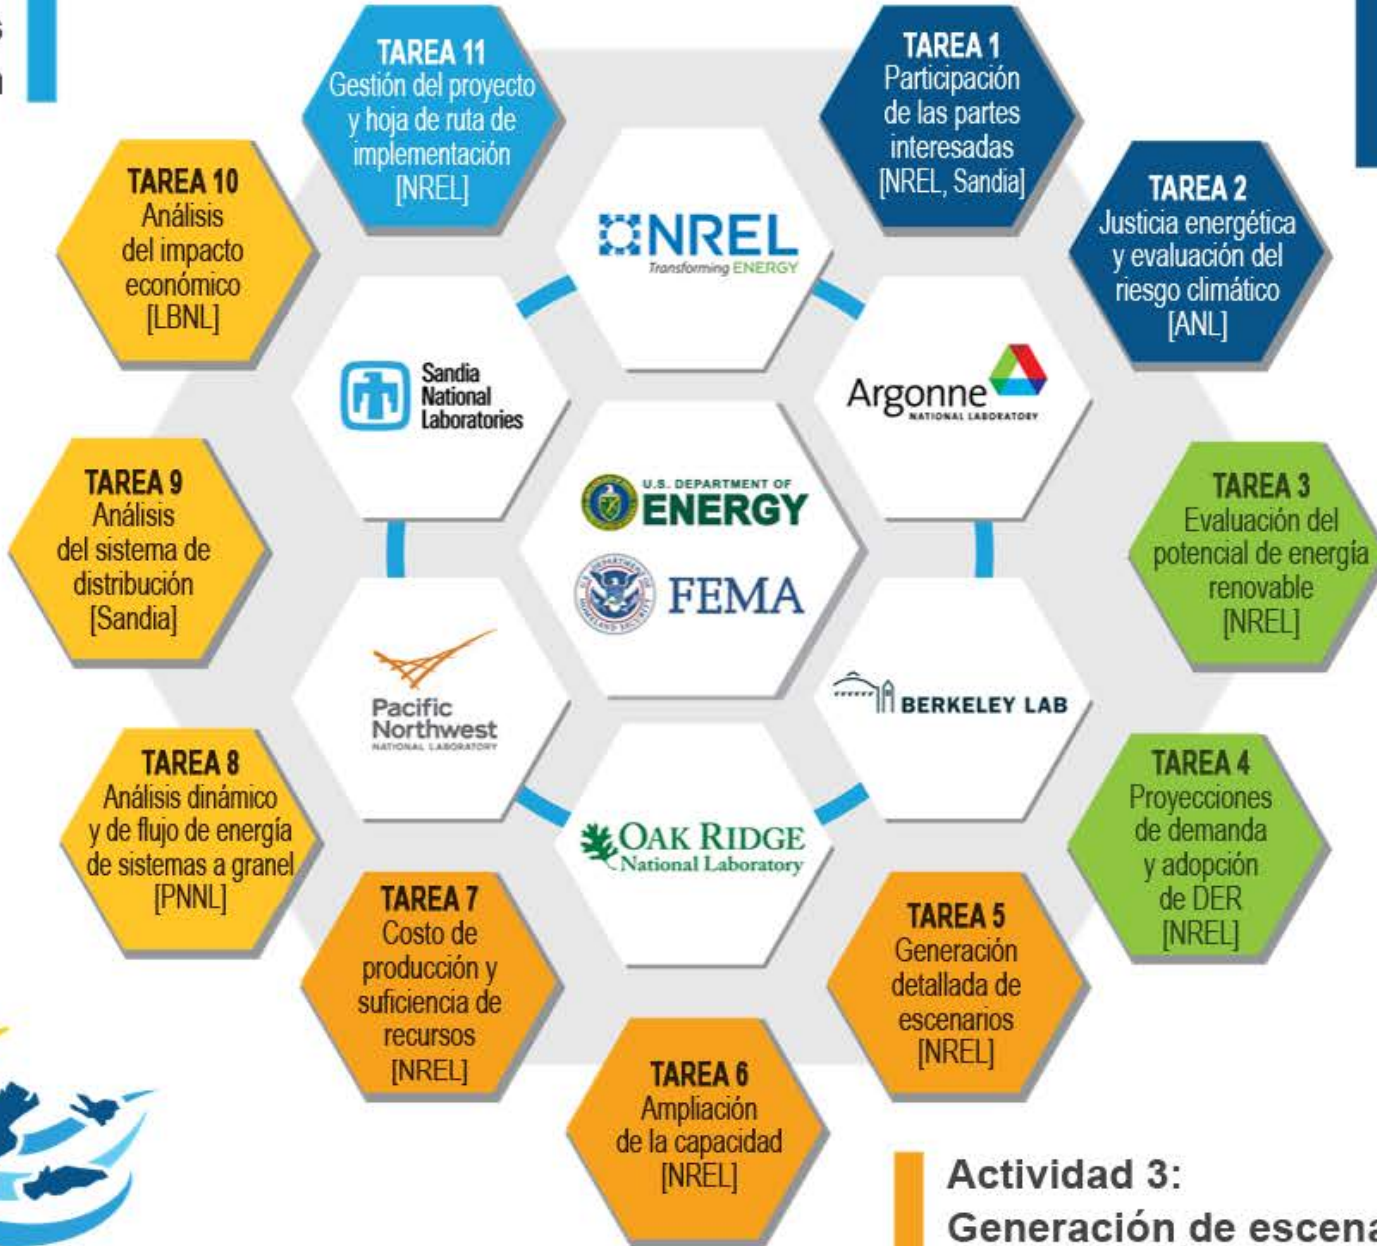 TAREA 11
Gestión del proyecto
y hoja de ruta de
implementación
[NREL]
TAREA 1
Participación
de las partes
interesadas
[NREL, Sandia]
TAREA 10
Análisis
del impacto
económico
[LBNL]
NREL
Transforming ENERGY
TAREA 2
Justicia energética
y evaluación del
riesgo climático
[ANL]
Sandia
National
Laboratories
Argonne
NATIONAL LABORATORY
TAREA 9
Análisis
del sistema de
distribución
[Sandia]
U.S. DEPARTMENT OF
ENERGY
FEMA
TAREA 3
Evaluación del
potencial de energía
renovable
[NREL]
Pacific
Northwest
NATIONAL LABORATORY
BERKELEY LAB
TAREA 8
Análisis dinámico
y de flujo de energía
de sistemas a granel
[PNNL]
OAK RIDGE
National Laboratory
TAREA 4
Proyecciones
de demanda
y adopción
de DER
[NREL]
TAREA 7
Costo de
producción y
suficiencia de
recursos
[NREL]
TAREA 5
Generación
detallada de
escenarios
[NREL]
TAREA 6
Ampliación
de la capacidad
[NREL]
Actividad 3:
Generación de escena